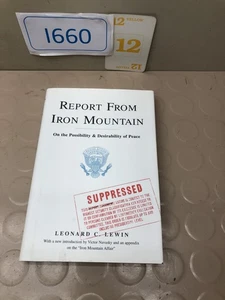 1660
12
12
REPORT FROM
IRON MOUNTAIN
On the Possibility & Desirability of Peace
SUPPRESSED
LEONARD C. LEWIN
With a new introduction by Victor Navasky and an appendix
on the "Iron Mountain Affair"